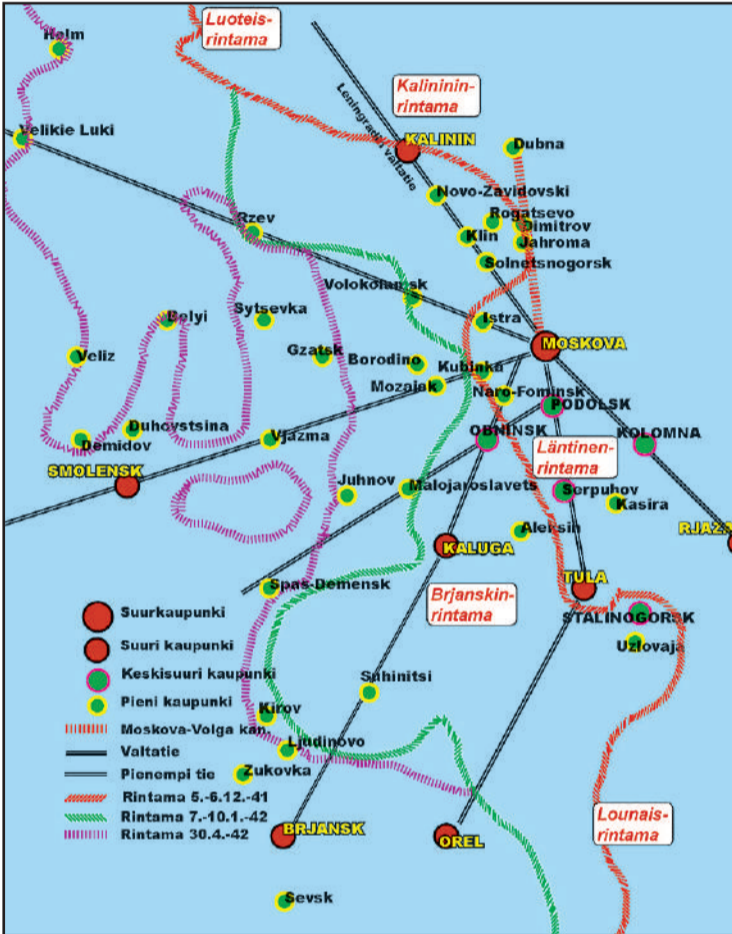 Luoteis-
rintama
Holm
Kalininin-
rintama
Leningradin valtatie
Velikie Luki
KALININ
Dubna
Novo-Zavidovski
Rzev
Rogatsevo
Dimitrov
Klin
Jahroma
Solnetsnogorsk
Volokolamsk
Belyi
Sytsevka
Istra
MOSKOVA
Veliz
Gzatsk
Borodino
Kubinka
Mozaisk
Naro-Fominsk
PODOLSK
Duhovstsina
Demidov
Vjazma
OBNINSK
KOLOMNA
Läntinen-
rintama
SMOLENSK
Juhnov
Malojaroslavets
Sorpuhov
Kasira
Aleksin
RJAZA
KALUGA
Spas-Demensk
Brjanskin-
rintama
TULA
STALINOGORSK
Uzlovaja
Suurkaupunki
Suuri kaupunki
Keskisuuri kaupunki
Pieni kaupunki
Moskova-Volga kan.
Valtatie
Pienempi tie
Rintama 5.-6.12.-41
Rintama 7.-10.1.-42
Rintama 30.4.-42
Suhinitsi
Kirov
Ljudinovo
Zukovka
BRJANSK
OREL
Lounais-
rintama
Sevsk